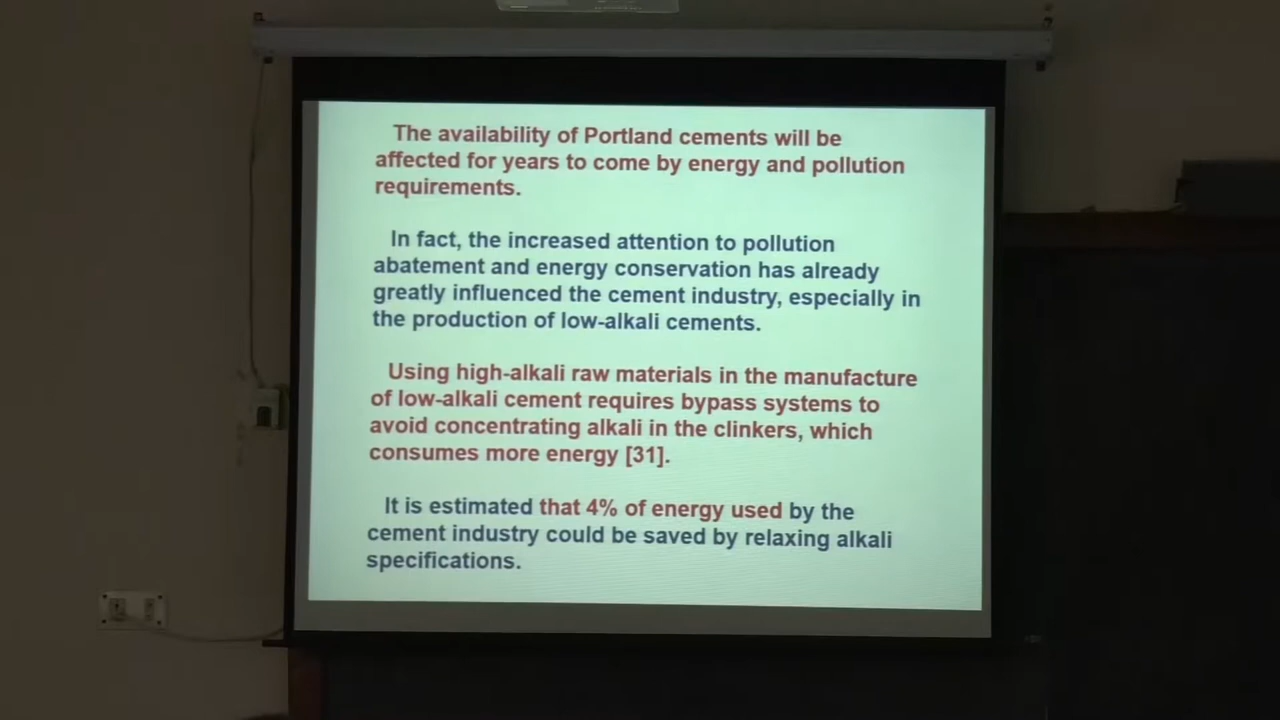 The availability of Portland cements will be
affected for years to come by energy and pollution
requirements.
In fact, the increased attention to pollution
abatement and energy conservation has already
greatly influenced the cement industry, especially in
the production of low-alkali cements.
Using high-alkali raw materials in the manufacture
of low-alkali cement requires bypass systems to
avoid concentrating alkali in the clinkers, which
consumes more energy [31].
It is estimated that 4% of energy used by the
cement industry could be saved by relaxing alkali
specifications.